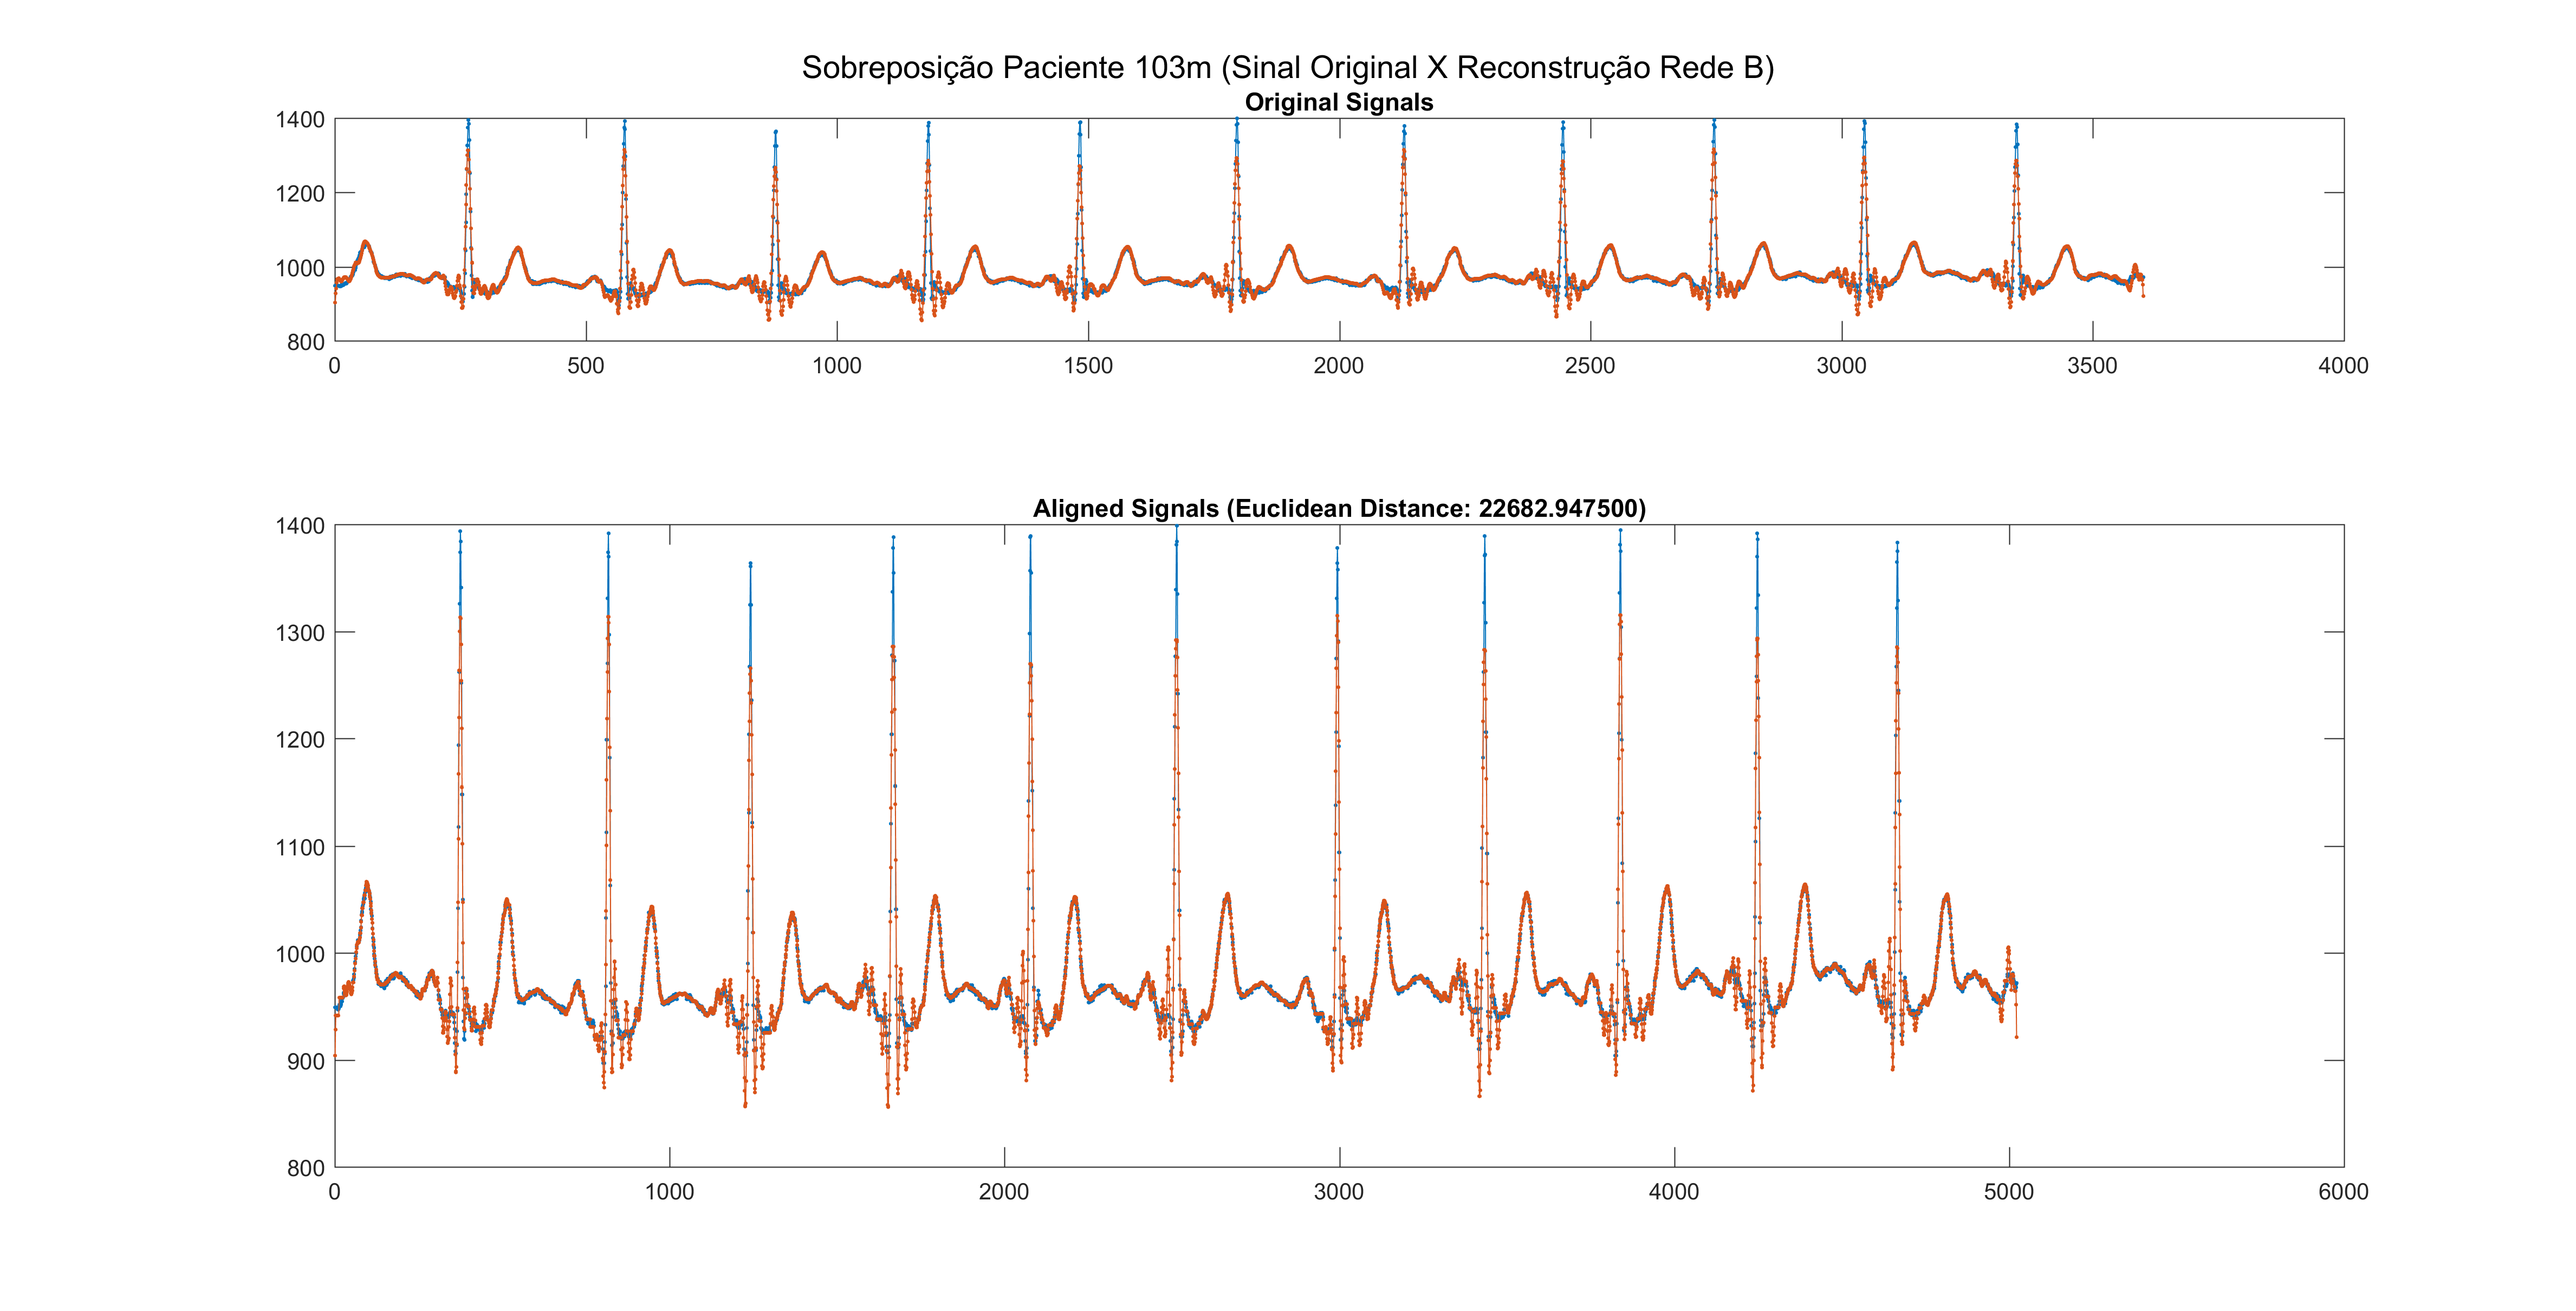 Sobreposição Paciente 103m (Sinal Original X Reconstrução Rede B)
Original Signals
1400
1200
1000
800
0 500 1000 1500 2000 2500 3000 3500 4000
Aligned Signals (Euclidean Distance: 22682.947500)
1400
1300
1200
1100
1000
900
800
0 1000 2000 3000 4000 5000 6000